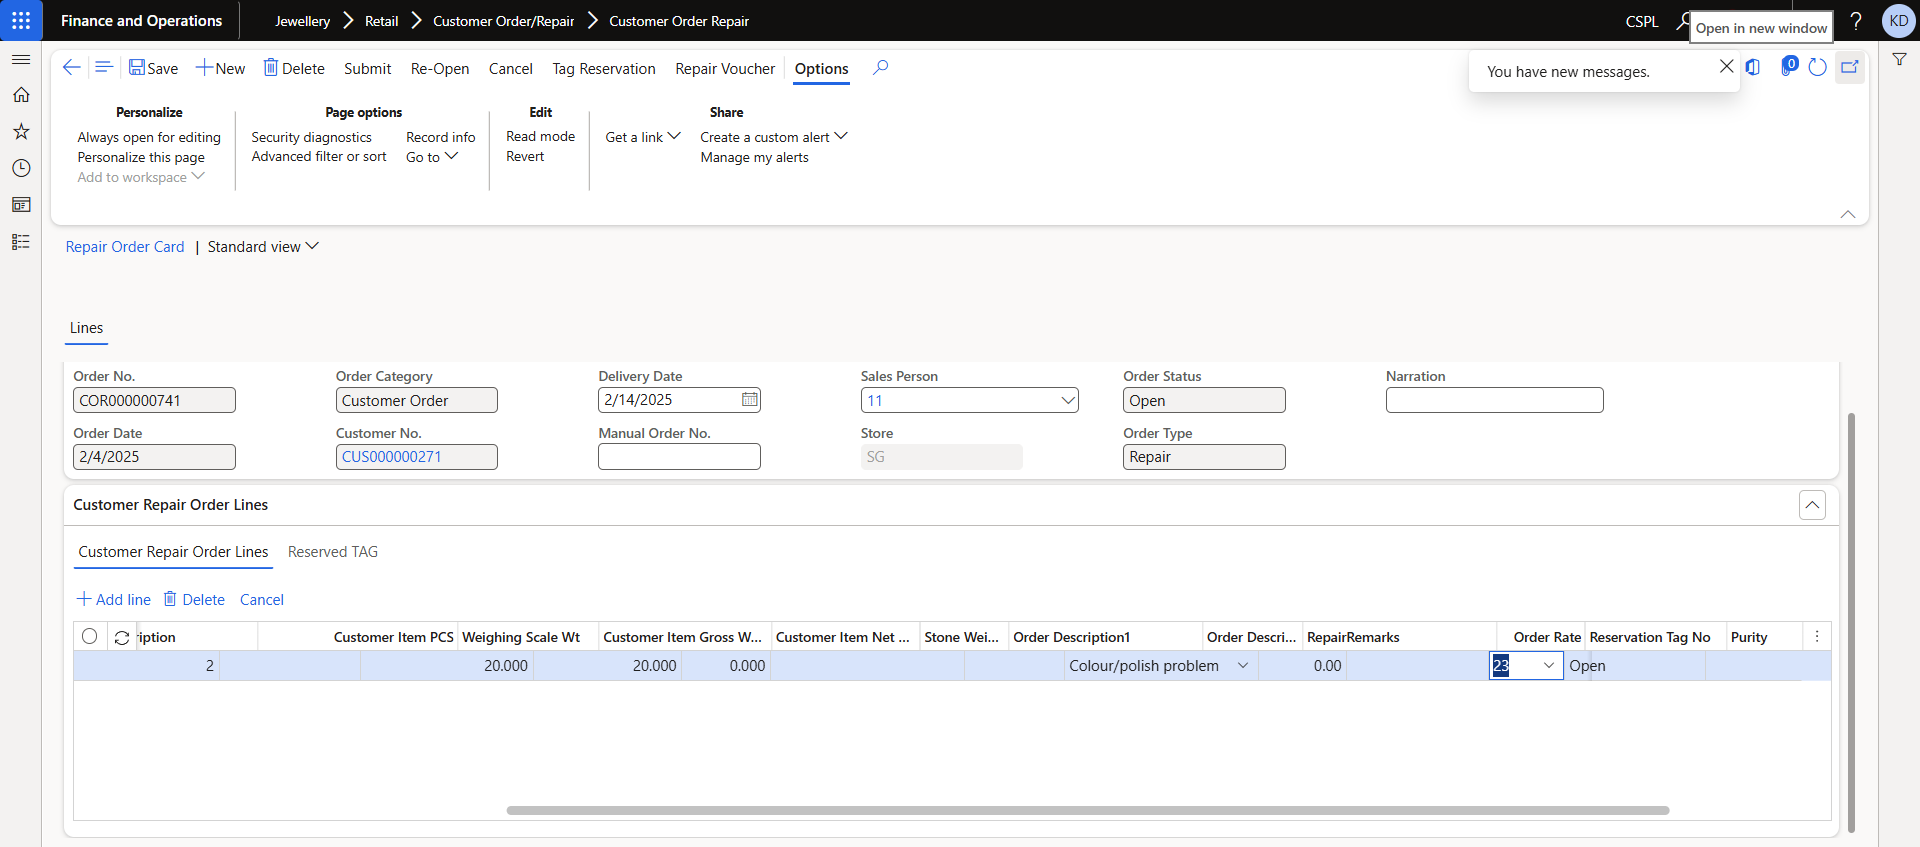 Finance and Operations
Jewellery
Retail
Customer Order/Repair
Customer Order Repair
CSPL
Open in new window
?
KD
Save
New
Delete
Submit
Re-Open
Cancel
Tag Reservation
Repair Voucher
Options
You have new messages.
0
Personalize
Always open for editing
Personalize this page
Add to workspace
Page options
Security diagnostics
Advanced filter or sort
Record info
Go to
Edit
Read mode
Revert
Get a link
Share
Create a custom alert
Manage my alerts
Repair Order Card | Standard view
Lines
Order No.
COR000000741
Order Category
Customer Order
Delivery Date
2/14/2025
Sales Person
11
Order Status
Open
Narration
Order Date
2/4/2025
Customer No.
CUS000000271
Manual Order No.
Store
SG
Order Type
Repair
Customer Repair Order Lines
Customer Repair Order Lines
Reserved TAG
Add line
Delete
Cancel
iption Customer Item PCS Weighing Scale Wt Customer Item Gross W... Customer Item Net ... Stone Wei... Order Description1 Order Descri... RepairRemarks Order Rate Reservation Tag No Purity
2 20.000 20.000 0.000 Colour/polish problem 0.00 23 Open